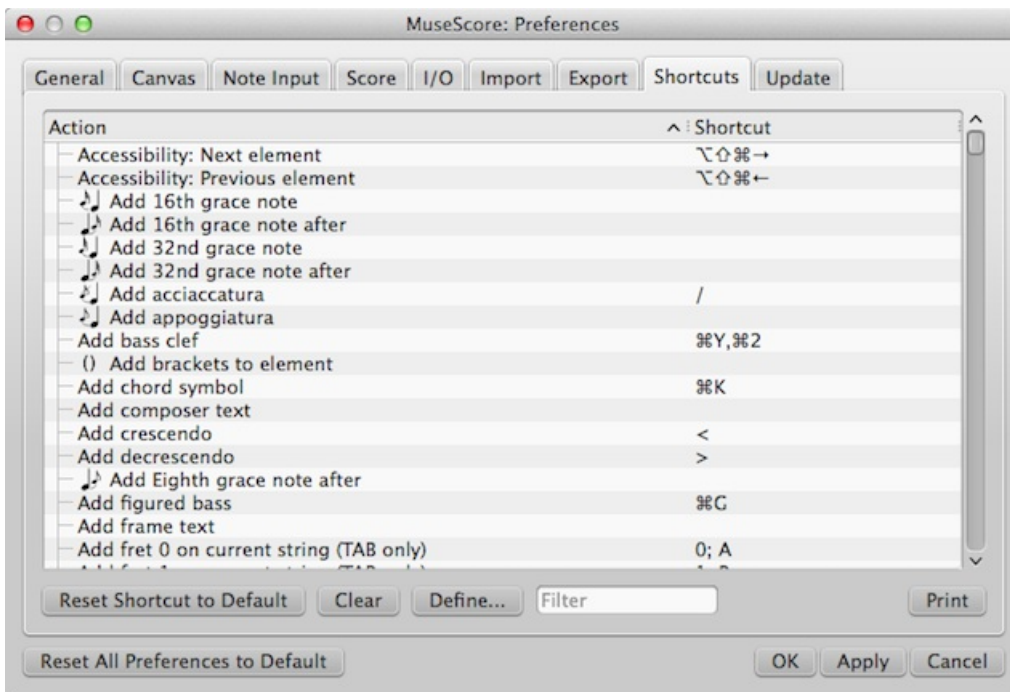 MuseScore: Preferences
General Canvas Note Input Score I/O Import Export Shortcuts Update
Action Shortcut
Accessibility: Next element ⌥⇧⌘→
Accessibility: Previous element ⌥⇧⌘←
Add 16th grace note
Add 16th grace note after
Add 32nd grace note
Add 32nd grace note after
Add acciaccatura /
Add appoggiatura
Add bass clef ⌘Y,⌘2
() Add brackets to element
Add chord symbol ⌘K
Add composer text
Add crescendo <
Add decrescendo >
Add Eighth grace note after
Add figured bass ⌘G
Add frame text
Add fret 0 on current string (TAB only) 0; A
Reset Shortcut to Default Clear Define... Filter Print
Reset All Preferences to Default OK Apply Cancel